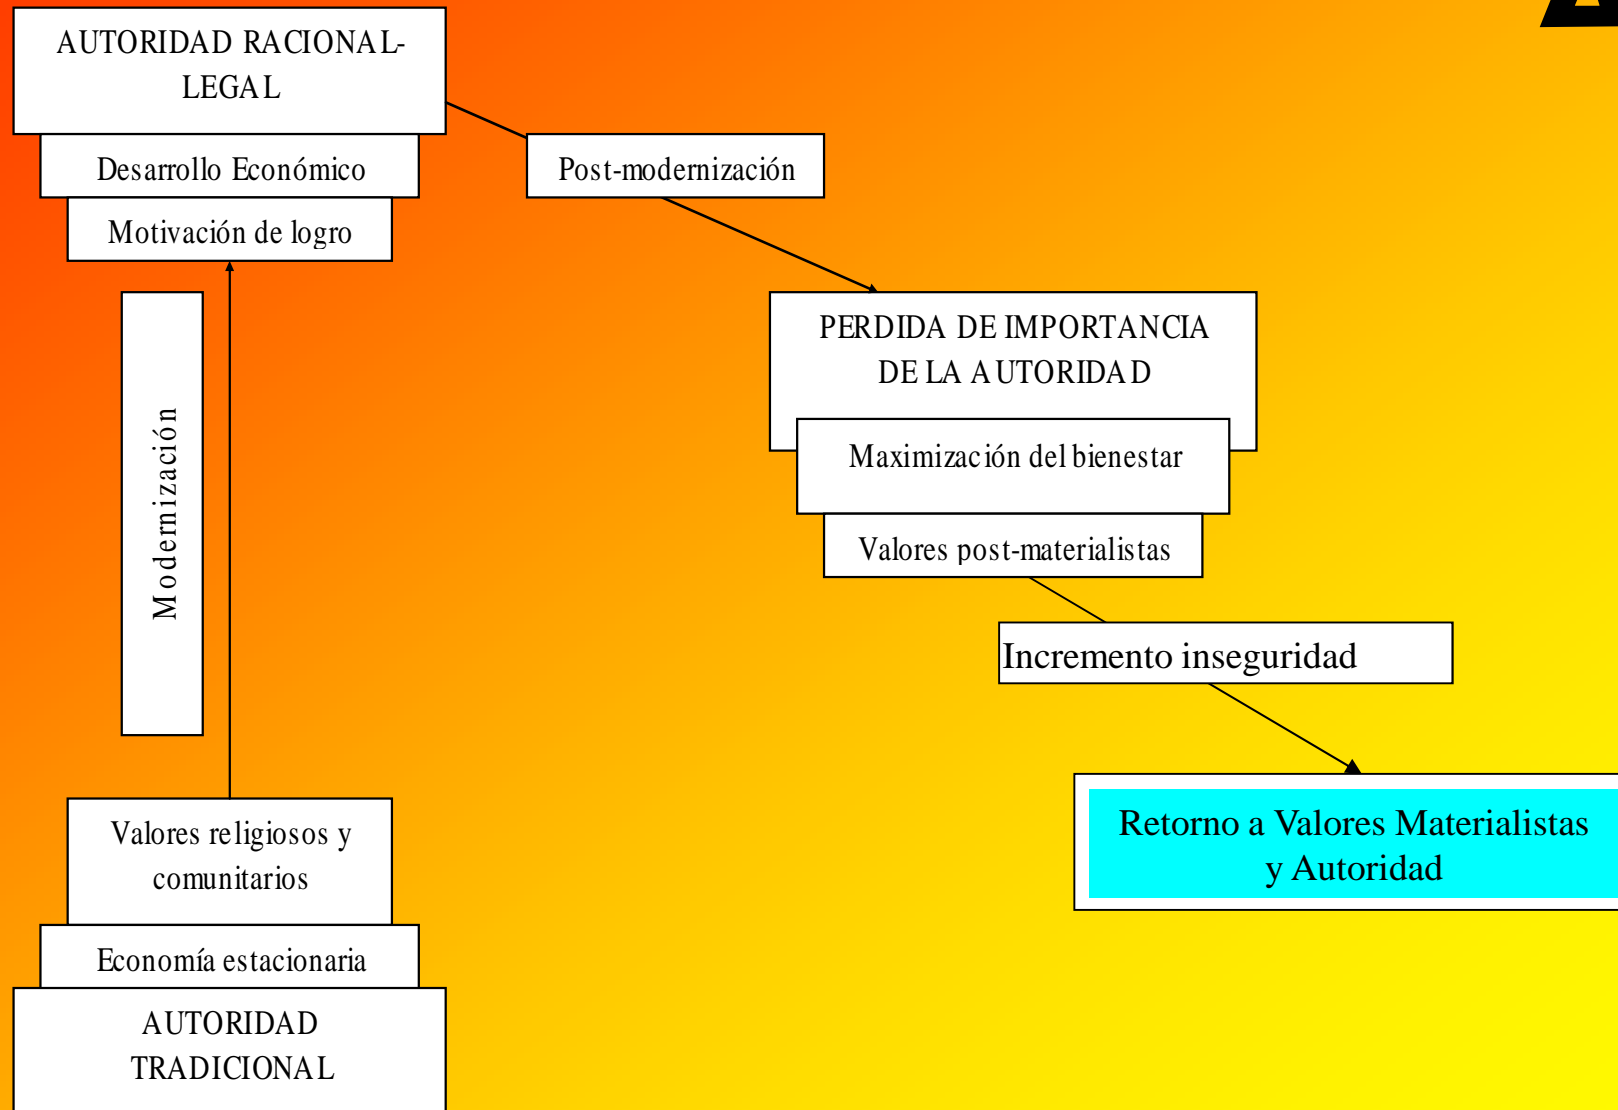 AUTORIDAD RACIONAL-
LEGAL
Desarrollo Económico
Motivación de logro
Post-modernización
PERDIDA DE IMPORTANCIA
DE LA AUTORIDAD
Maximización del bienestar
Valores post-materialistas
Modernización
Incremento inseguridad
Retorno a Valores Materialistas
y Autoridad
Valores religiosos y
comunitarios
Economía estacionaria
AUTORIDAD
TRADICIONAL